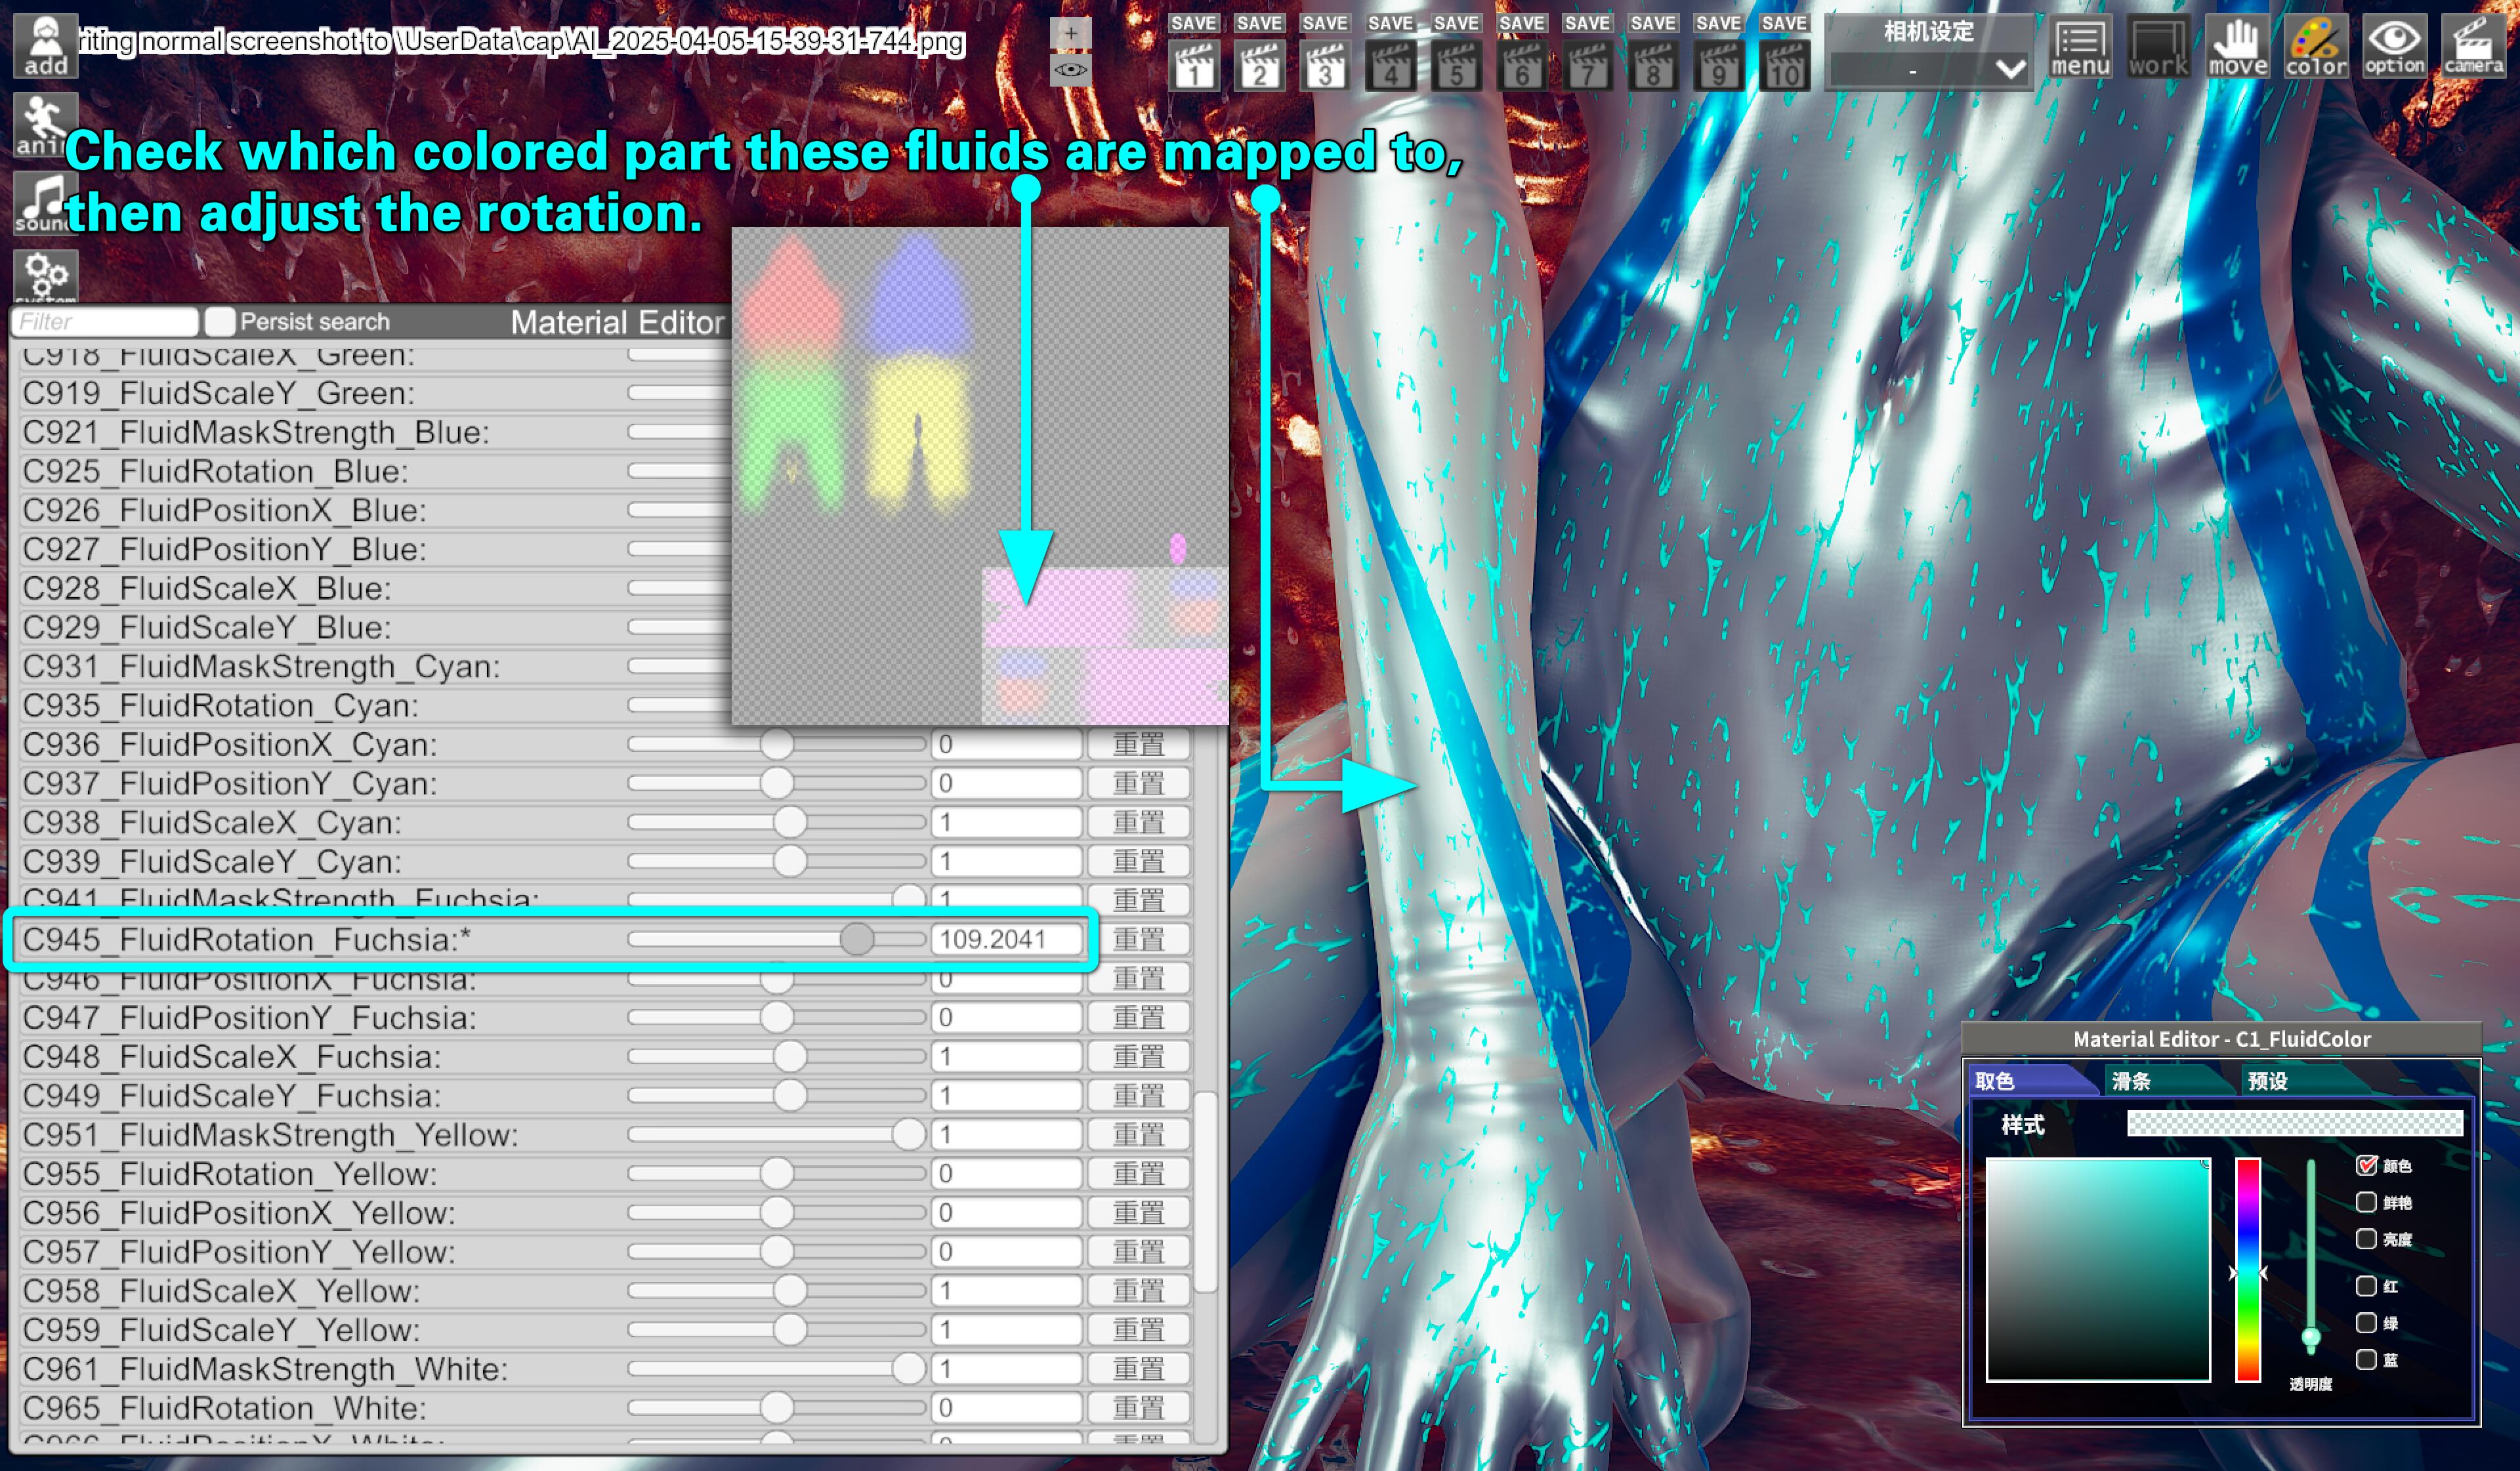 add
riting normal screenshot to \UserData\cap\AI_2025-04-05-15-39-31-744.png
+
SAVE SAVE SAVE SAVE SAVE SAVE SAVE SAVE SAVE SAVE
1 2 3 4 5 6 7 8 9 10
相机设定
-
menu work move color option camera
Check which colored part these fluids are mapped to,
then adjust the rotation.
Filter
Persist search
Material Editor
C918_FluidScaleX_Green:
C919_FluidScaleY_Green:
C921_FluidMaskStrength_Blue:
C925_FluidRotation_Blue:
C926_FluidPositionX_Blue:
C927_FluidPositionY_Blue:
C928_FluidScaleX_Blue:
C929_FluidScaleY_Blue:
C931_FluidMaskStrength_Cyan:
C935_FluidRotation_Cyan:
C936_FluidPositionX_Cyan: 0 重置
C937_FluidPositionY_Cyan: 0 重置
C938_FluidScaleX_Cyan: 1 重置
C939_FluidScaleY_Cyan: 1 重置
C941_FluidMaskStrength_Fuchsia: 1 重置
C945_FluidRotation_Fuchsia:* 109.2041 重置
C946_FluidPositionX_Fuchsia: 0 重置
C947_FluidPositionY_Fuchsia: 0 重置
C948_FluidScaleX_Fuchsia: 1 重置
C949_FluidScaleY_Fuchsia: 1 重置
C951_FluidMaskStrength_Yellow: 1 重置
C955_FluidRotation_Yellow: 0 重置
C956_FluidPositionX_Yellow: 0 重置
C957_FluidPositionY_Yellow: 0 重置
C958_FluidScaleX_Yellow: 1 重置
C959_FluidScaleY_Yellow: 1 重置
C961_FluidMaskStrength_White: 1 重置
C965_FluidRotation_White: 0 重置
Material Editor - C1_FluidColor
取色 滑条 预设
样式
颜色
鲜艳
亮度
红
绿
蓝
透明度